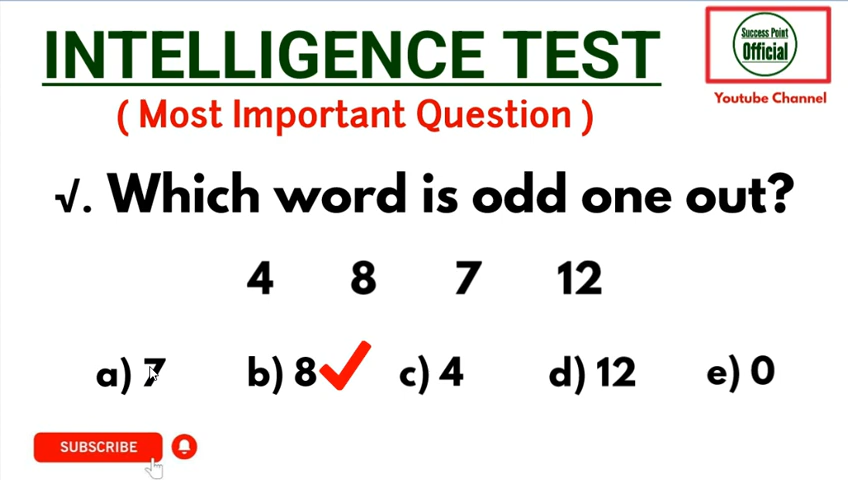 INTELLIGENCE TEST
Success Point
Official
Youtube Channel
( Most Important Question )
√. Which word is odd one out?
4 8 7 12
a) 7 b) 8 c) 4 d) 12 e) 0
SUBSCRIBE